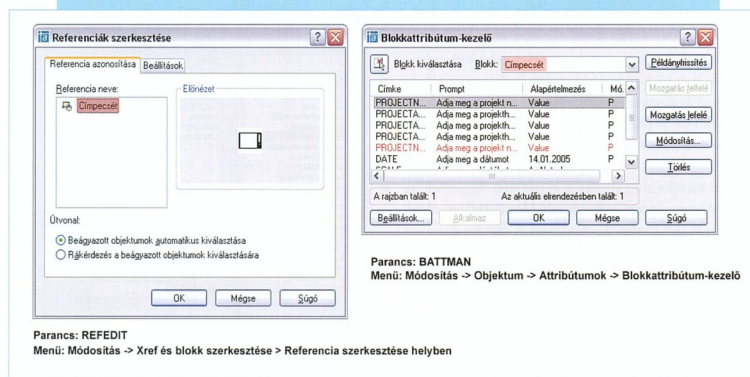 Referenciák szerkesztése
Referencia azonosítása Beállítások
Referencia neve:
Címpecsét
Előnézet
Útvonal:
Beágyazott objektumok automatikus kiválasztása
Rákérdezés a beágyazott objektumok kiválasztására
OK Mégse Súgó
Parancs: REFEDIT
Menü: Módosítás -> Xref és blokk szerkesztése > Referencia szerkesztése helyben
Blokkattribútum-kezelő
Blokk kiválasztása Blokk: Címpecsét
Példányfrissítés
Címke Prompt Alapértelmezés Mó.
PROJECTN... Adja meg a projekt n... Value P
PROJECTA... Adja meg a projekth... Value P
PROJECTA... Adja meg a projekth... Value P
PROJECTA... Adja meg a projekth... Value P
PROJECTN... Adja meg a projekt n... Value P
DATE Adja meg a dátumot 14.01.2005 P
Mozgatás felfelé
Mozgatás lefelé
Módosítás...
Törlés
A rajzban talált: 1 Az aktuális elrendezésben talált: 1
Beállítások... Alkalmaz OK Mégse Súgó
Parancs: BATTMAN
Menü: Módosítás -> Objektum -> Attribútumok -> Blokkattribútum-kezelő